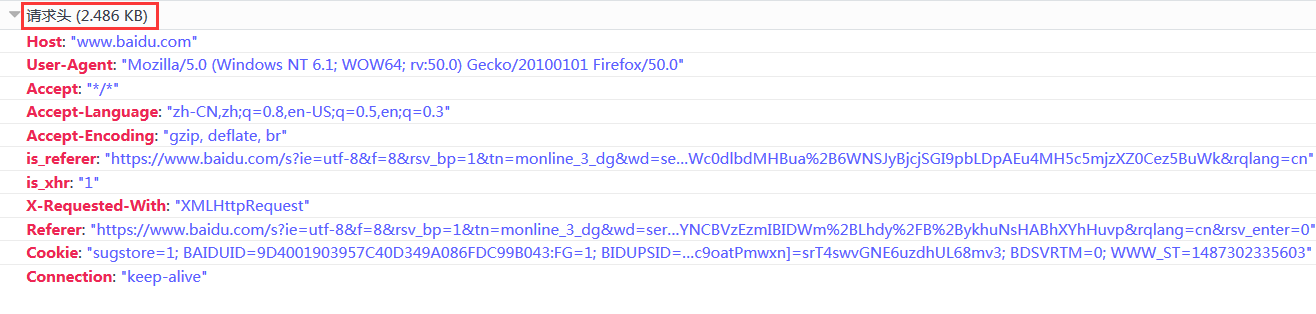 请求头 (2.486 KB)
Host: "www.baidu.com"
User-Agent: "Mozilla/5.0 (Windows NT 6.1; WOW64; rv:50.0) Gecko/20100101 Firefox/50.0"
Accept: "*/*"
Accept-Language: "zh-CN,zh;q=0.8,en-US;q=0.5,en;q=0.3"
Accept-Encoding: "gzip, deflate, br"
is_referer: "https://www.baidu.com/s?ie=utf-8&f=8&rsv_bp=1&tn=monline_3_dg&wd=se...Wc0dlbdMHBua%2B6WNSJyBjcjSGI9pbLDpAEu4MH5c5mjzXZ0Cez5BuWk&rqlang=cn"
is_xhr: "1"
X-Requested-With: "XMLHttpRequest"
Referer: "https://www.baidu.com/s?ie=utf-8&f=8&rsv_bp=1&tn=monline_3_dg&wd=ser...YNCBVzEzmIBIDWm%2BLhdy%2FB%2BykhuNsHABhXYhHuvp&rqlang=cn&rsv_enter=0"
Cookie: "sugstore=1; BAIDUID=9D4001903957C40D349A086FDC99B043:FG=1; BIDUPSID=...c9oatPmwxn]=srT4swvGNE6uzdhUL68mv3; BDSVRTM=0; WWW_ST=1487302335603"
Connection: "keep-alive"